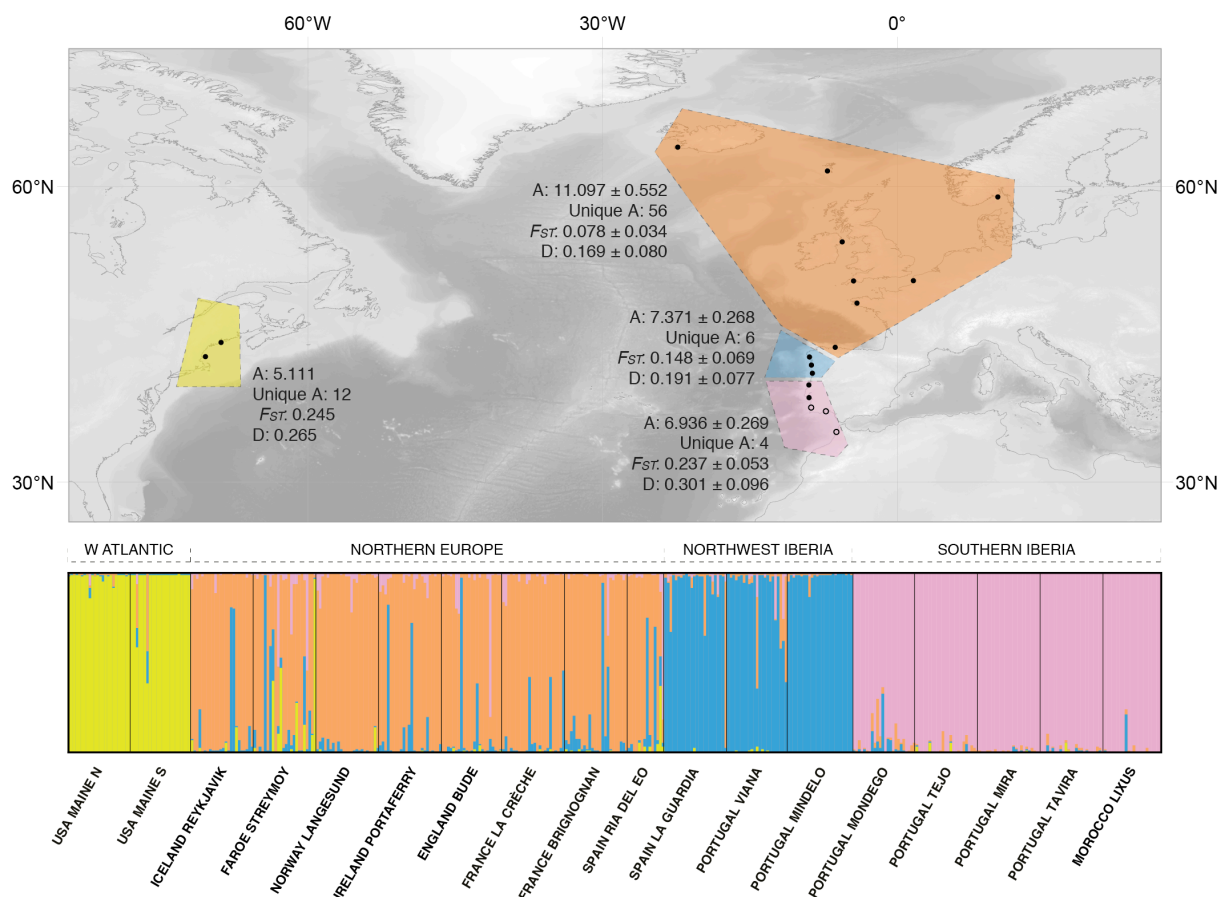 60°W 30°W 0°
60°N 60°N
A: 11.097 ± 0.552
Unique A: 56
FST: 0.078 ± 0.034
D: 0.169 ± 0.080
A: 7.371 ± 0.268
Unique A: 6
FST: 0.148 ± 0.069
D: 0.191 ± 0.077
A: 5.111
Unique A: 12
FST: 0.245
D: 0.265
A: 6.936 ± 0.269
Unique A: 4
FST: 0.237 ± 0.053
D: 0.301 ± 0.096
30°N 30°N
W ATLANTIC NORTHERN EUROPE NORTHWEST IBERIA SOUTHERN IBERIA
USA MAINE N
USA MAINE S
ICELAND REYKJAVIK
FAROE STREYMOY
NORWAY LANGESUND
IRELAND PORTAFERRY
ENGLAND BUDE
FRANCE LA CRÈCHE
FRANCE BRIGNOGNAN
SPAIN RIA DEL EO
SPAIN LA GUARDIA
PORTUGAL VIANA
PORTUGAL MINDELO
PORTUGAL MONDEGO
PORTUGAL TEJO
PORTUGAL MIRA
PORTUGAL TAVIRA
MOROCCO LIXUS